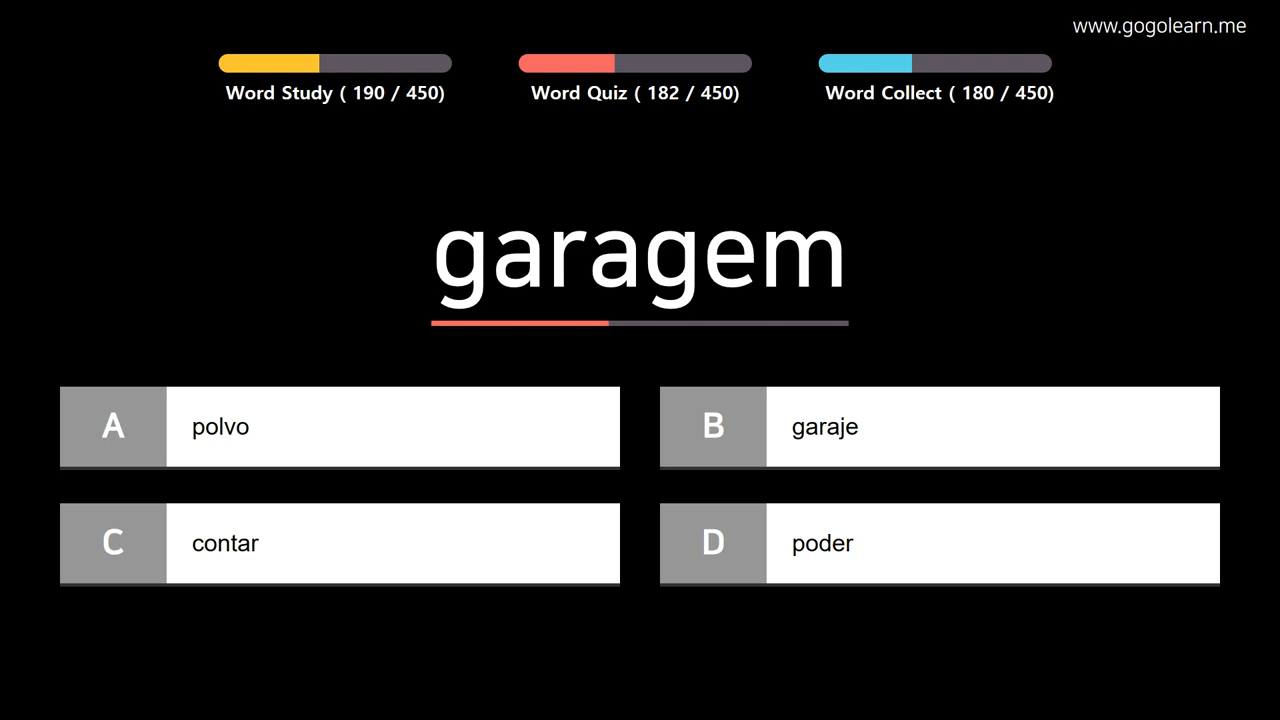 www.gogolearn.me
Word Study ( 190 / 450)
Word Quiz ( 182 / 450)
Word Collect ( 180 / 450)
garagem
A polvo
B garaje
C contar
D poder